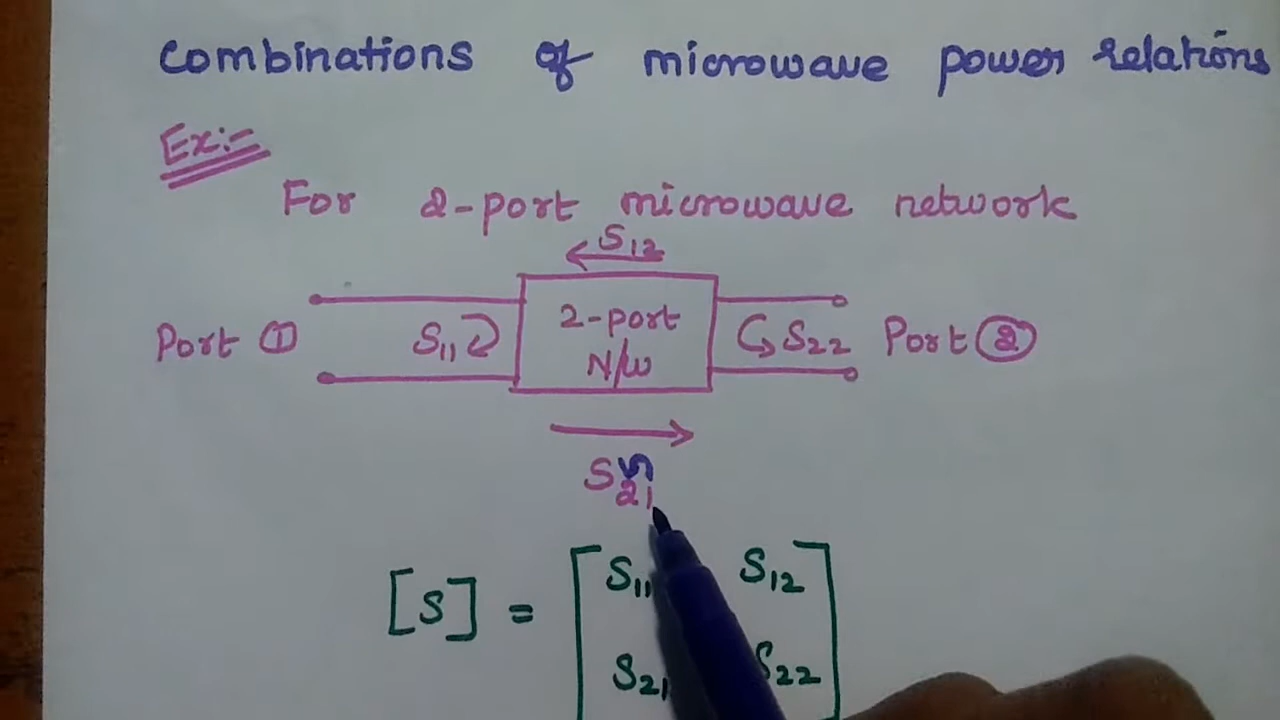 combinations of microwave power relations
Ex:-
For 2-port microwave network
S12
Port ① S11 2-port S22 Port ②
N/W
S21
[S] = S11 S12
S21 S22